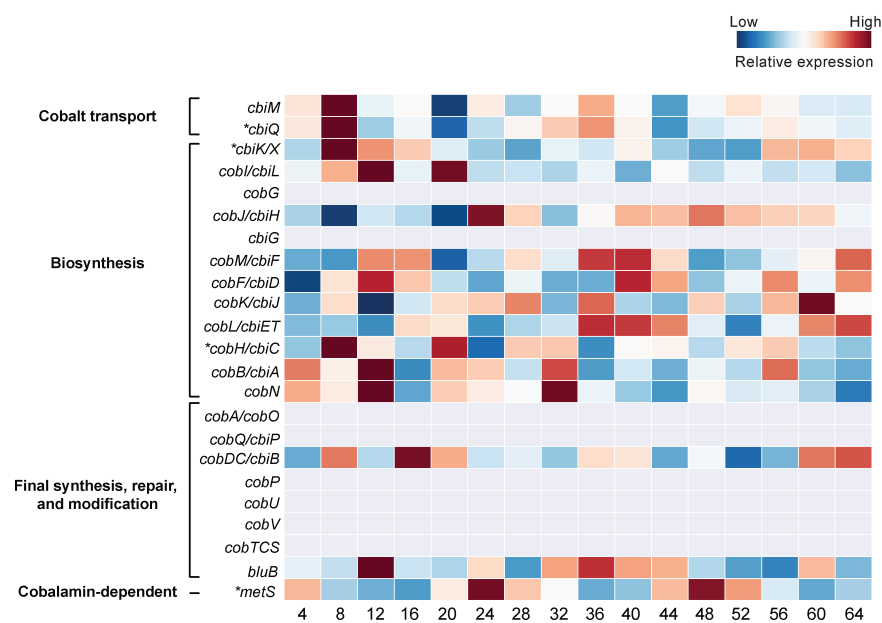 Low High
Relative expression
Cobalt transport
cbiM
*cbiQ
Biosynthesis
*cbiK/X
cobI/cbiL
cobG
cobJ/cbiH
cbiG
cobM/cbiF
cobF/cbiD
cobK/cbiJ
cobL/cbiET
*cobH/cbiC
cobB/cbiA
cobN
Final synthesis, repair,
and modification
cobA/cobO
cobQ/cbiP
cobDC/cbiB
cobP
cobU
cobV
cobTCS
bluB
Cobalamin-dependent
*metS
4 8 12 16 20 24 28 32 36 40 44 48 52 56 60 64